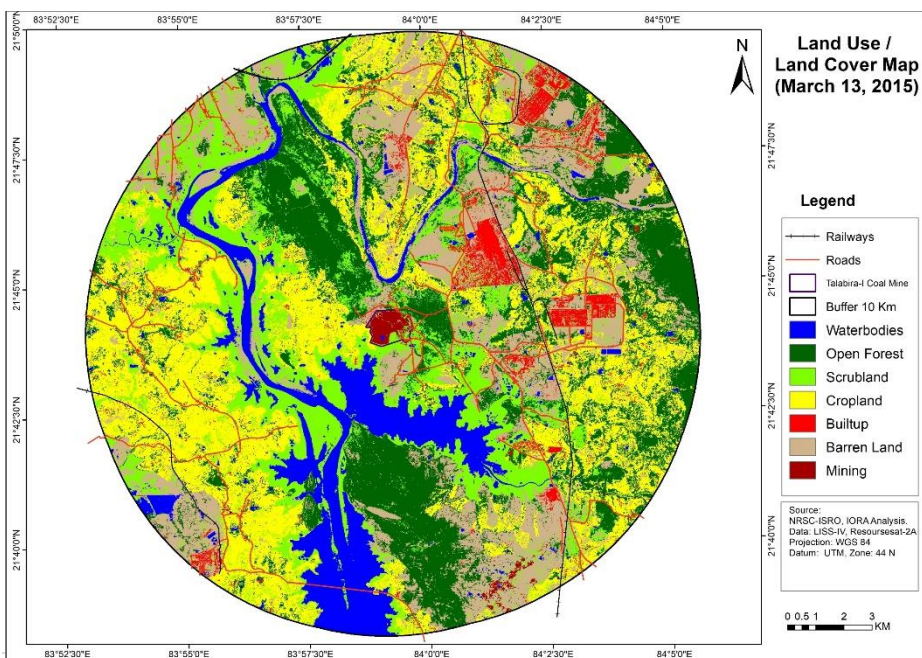 83°52'30"E 83°55'0"E 83°57'30"E 84°0'0"E 84°2'30"E 84°5'0"E
21°50'0"N 21°50'0"N
21°47'30"N 21°47'30"N
21°45'0"N 21°45'0"N
21°42'30"N 21°42'30"N
21°40'0"N 21°40'0"N
N
Land Use /
Land Cover Map
(March 13, 2015)
Legend
Railways
Roads
Talabira-I Coal Mine
Buffer 10 Km
Waterbodies
Open Forest
Scrubland
Cropland
Builtup
Barren Land
Mining
Source:
NRSC-ISRO, IORA Analysis.
Data: LISS-IV, Resoursesat-2A
Projection: WGS 84
Datum: UTM, Zone: 44 N
0 0.5 1 2 3
KM
83°52'30"E 83°55'0"E 83°57'30"E 84°0'0"E 84°2'30"E 84°5'0"E